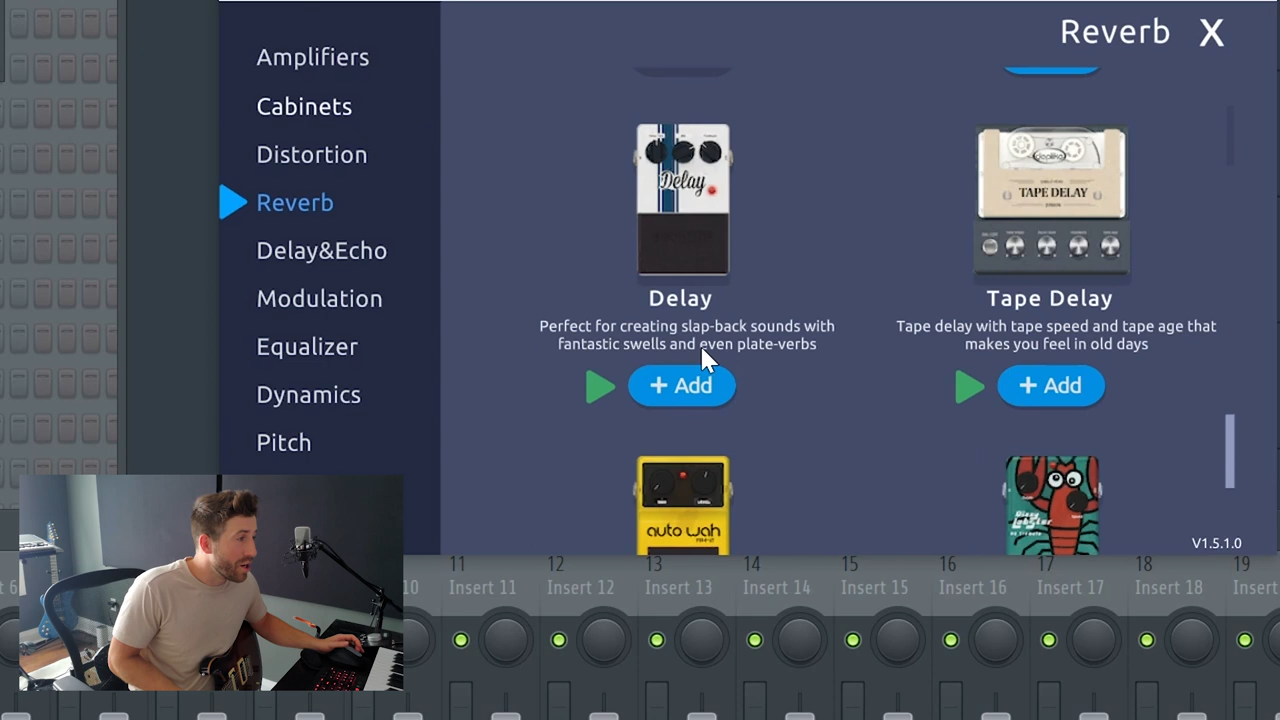 Reverb X
Amplifiers
Cabinets
Distortion
Reverb
Delay&Echo
Modulation
Equalizer
Dynamics
Pitch
Delay
TAPE DELAY
Delay
Perfect for creating slap-back sounds with
fantastic swells and even plate-verbs
+ Add
Tape Delay
Tape delay with tape speed and tape age that
makes you feel in old days
+ Add
auto wah
V1.5.1.0
10 11 12 13 14 15 16 17 18 19
Insert 11 Insert 12 Insert 13 Insert 14 Insert 15 Insert 16 Insert 17 Insert 18 Insert